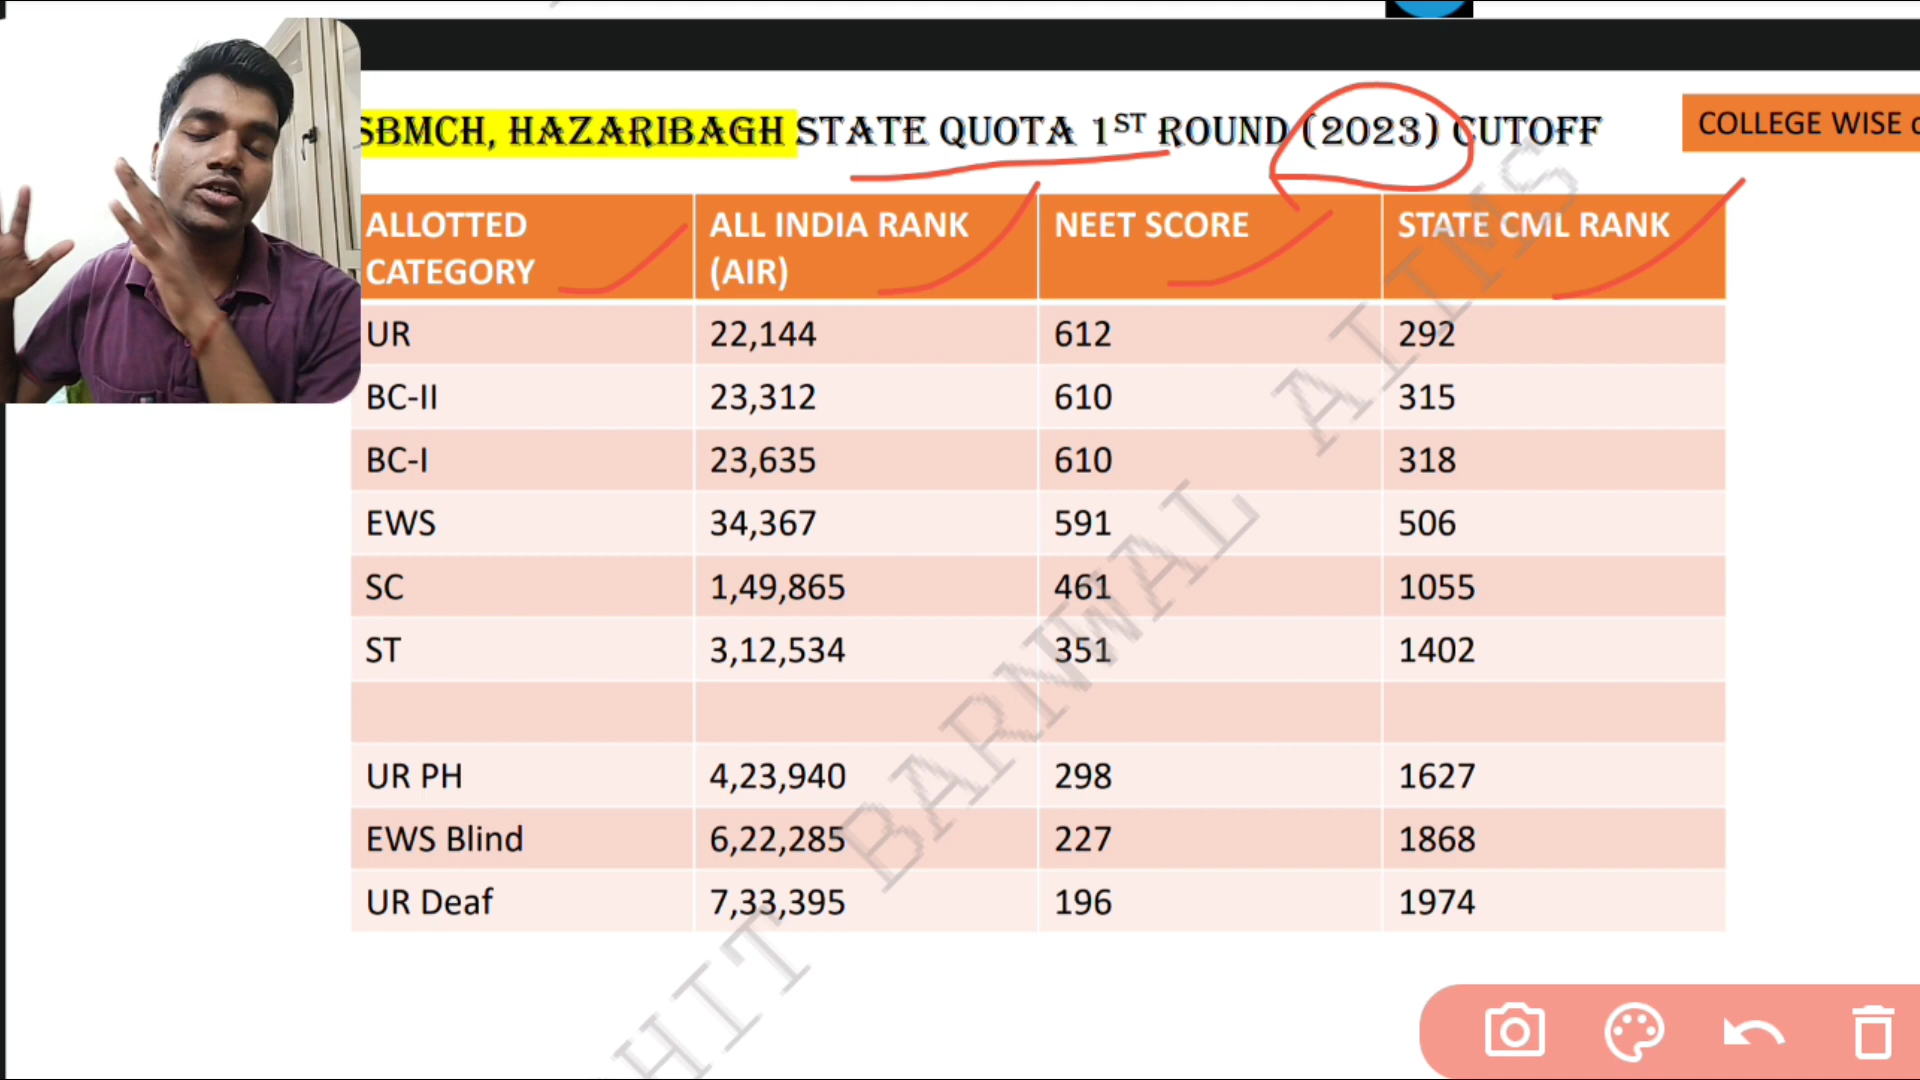 SBMCH, HAZARIBAGH STATE QUOTA 1ST ROUND (2023) CUTOFF
COLLEGE WISE
ALLOTTED CATEGORY ALL INDIA RANK (AIR) NEET SCORE STATE CML RANK
UR 22,144 612 292
BC-II 23,312 610 315
BC-I 23,635 610 318
EWS 34,367 591 506
SC 1,49,865 461 1055
ST 3,12,534 351 1402
UR PH 4,23,940 298 1627
EWS Blind 6,22,285 227 1868
UR Deaf 7,33,395 196 1974
HIT BARNWAL AIIMS